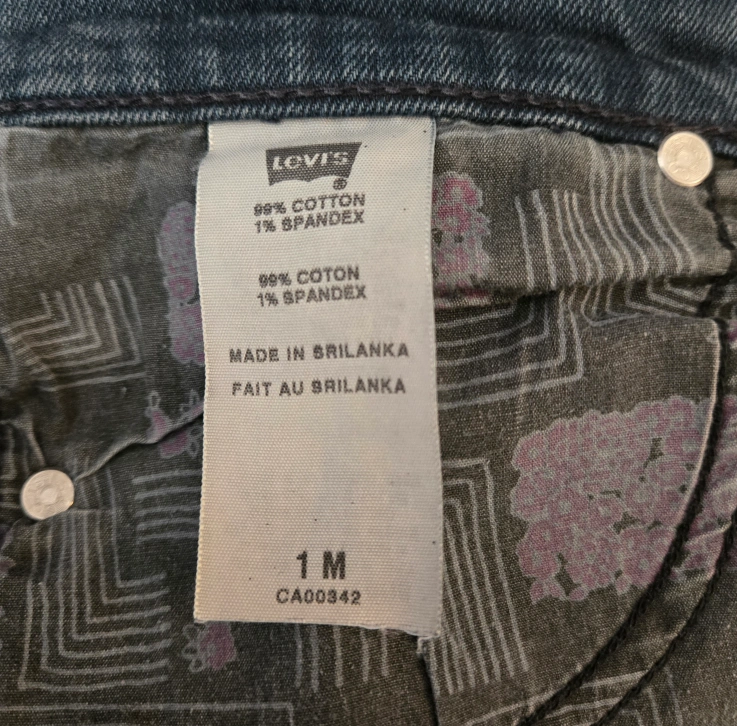 LEVI'S
®
99% COTTON
1% SPANDEX
99% COTON
1% SPANDEX
MADE IN SRILANKA
FAIT AU SRILANKA
1 M
CA00342